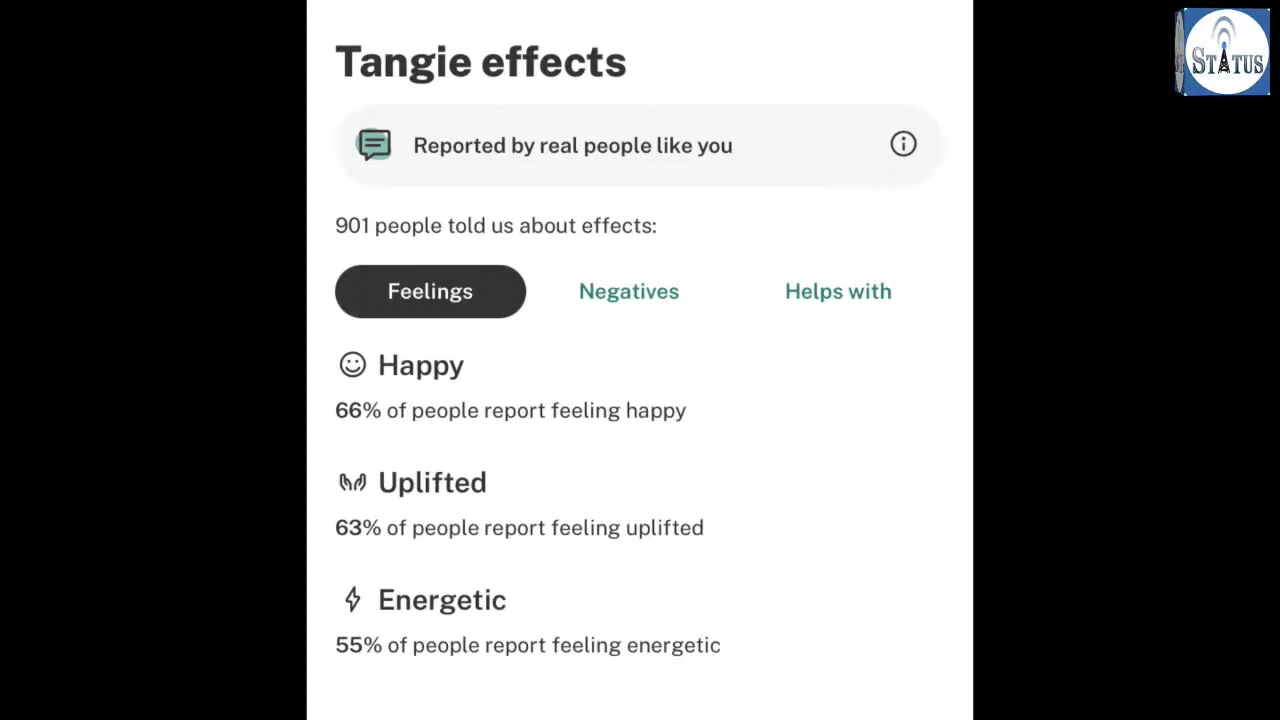 Tangie effects
STATUS
Reported by real people like you
901 people told us about effects:
Feelings
Negatives
Helps with
Happy
66% of people report feeling happy
Uplifted
63% of people report feeling uplifted
Energetic
55% of people report feeling energetic